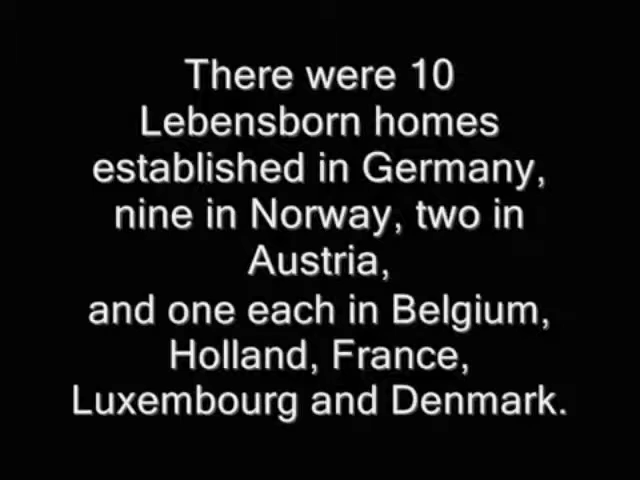 There were 10
Lebensborn homes
established in Germany,
nine in Norway, two in
Austria,
and one each in Belgium,
Holland, France,
Luxembourg and Denmark.